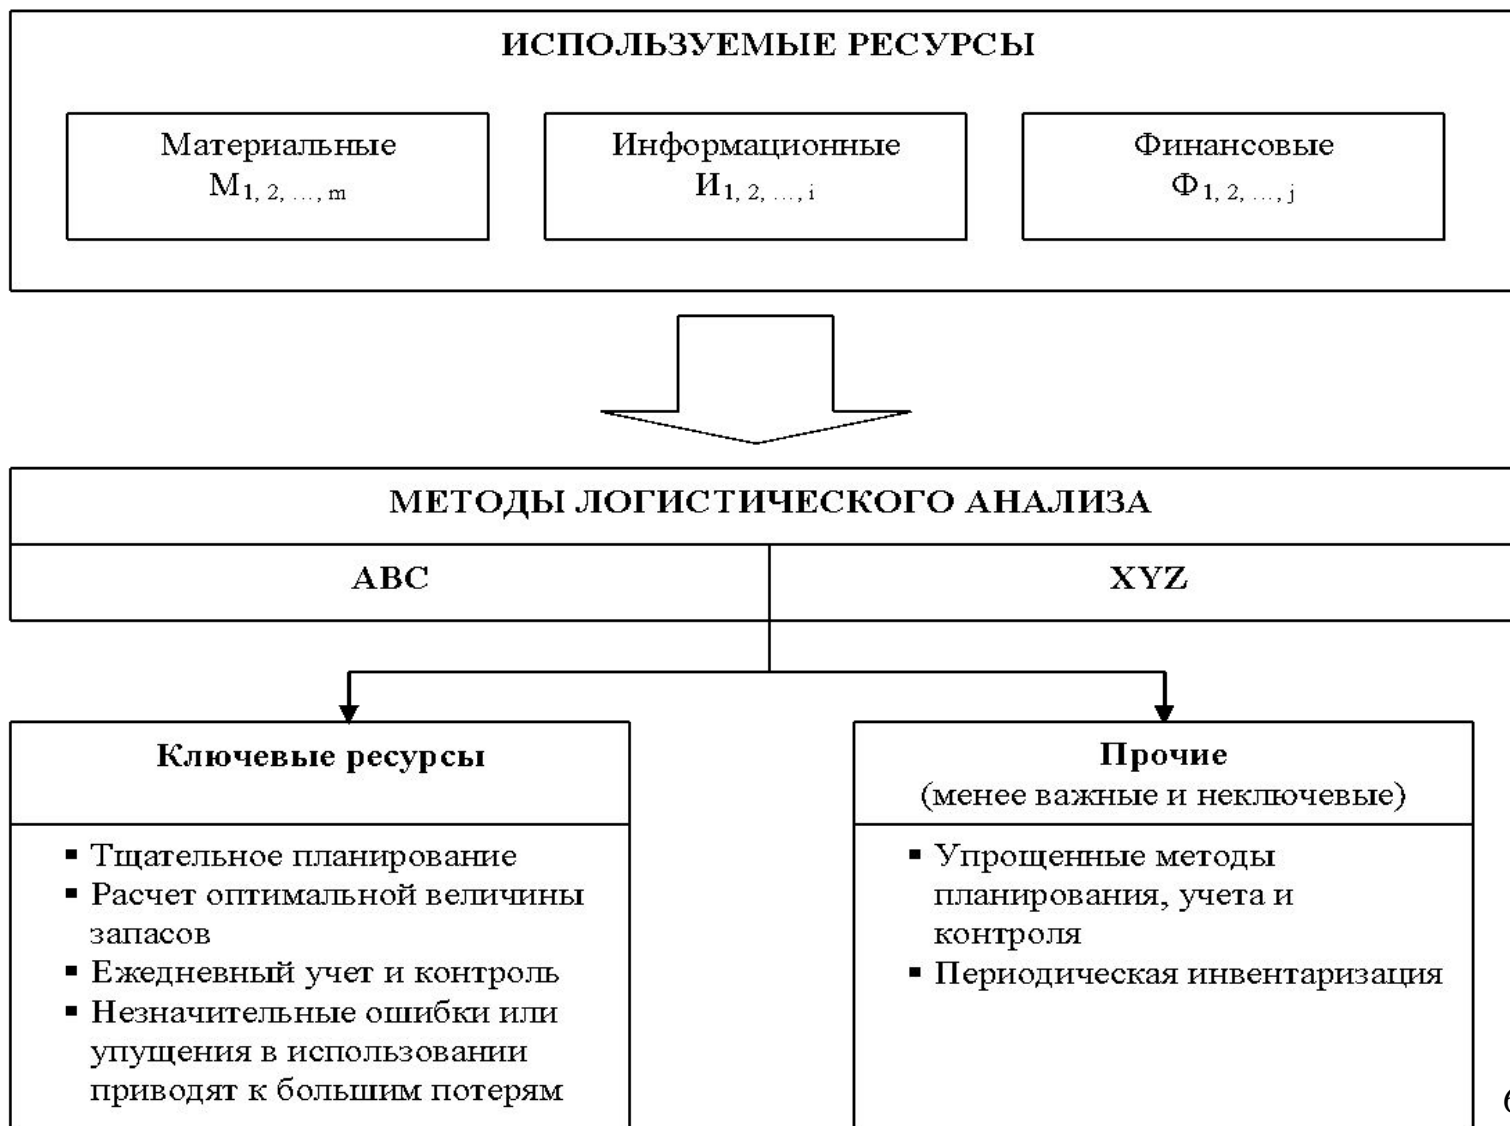 ИСПОЛЬЗУЕМЫЕ РЕСУРСЫ
Материальные
М1, 2, ..., m
Информационные
И1, 2, ..., i
Финансовые
Ф1, 2, ..., j
МЕТОДЫ ЛОГИСТИЧЕСКОГО АНАЛИЗА
ABC
XYZ
Ключевые ресурсы
▪ Тщательное планирование
▪ Расчет оптимальной величины
запасов
▪ Ежедневный учет и контроль
▪ Незначительные ошибки или
упущения в использовании
приводят к большим потерям
Прочие
(менее важные и неключевые)
▪ Упрощенные методы
планирования, учета и
контроля
▪ Периодическая инвентаризация